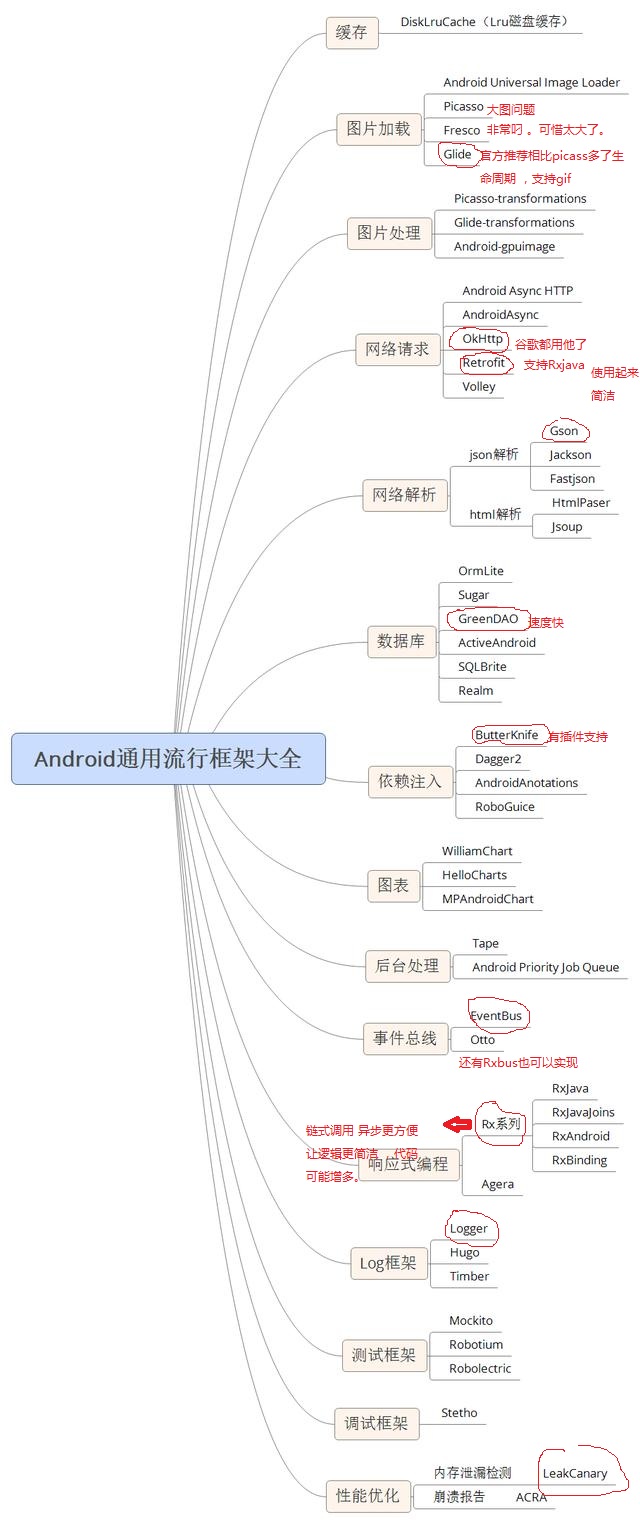 缓存
DiskLruCache（Lru磁盘缓存）
图片加载
Android Universal Image Loader
Picasso 大图问题
Fresco 非常叼 。可惜太大了。
Glide 官方推荐相比picass多了生
命周期 ，支持gif
图片处理
Picasso-transformations
Glide-transformations
Android-gpuimage
网络请求
Android Async HTTP
AndroidAsync
OkHttp 谷歌都用他了
Retrofit 支持Rxjava 使用起来
简洁
Volley
网络解析
json解析
Gson
Jackson
Fastjson
html解析
HtmlPaser
Jsoup
数据库
OrmLite
Sugar
GreenDAO 速度快
ActiveAndroid
SQLBrite
Realm
Android通用流行框架大全
依赖注入
ButterKnife 有插件支持
Dagger2
AndroidAnotations
RoboGuice
图表
WilliamChart
HelloCharts
MPAndroidChart
后台处理
Tape
Android Priority Job Queue
事件总线
EventBus
Otto
还有Rxbus也可以实现
响应式编程
链式调用 异步更方便
让逻辑更简洁 ，代码
可能增多。
Rx系列
RxJava
RxJavaJoins
RxAndroid
RxBinding
Agera
Log框架
Logger
Hugo
Timber
测试框架
Mockito
Robotium
Robolectric
调试框架
Stetho
性能优化
内存泄漏检测 LeakCanary
崩溃报告 ACRA